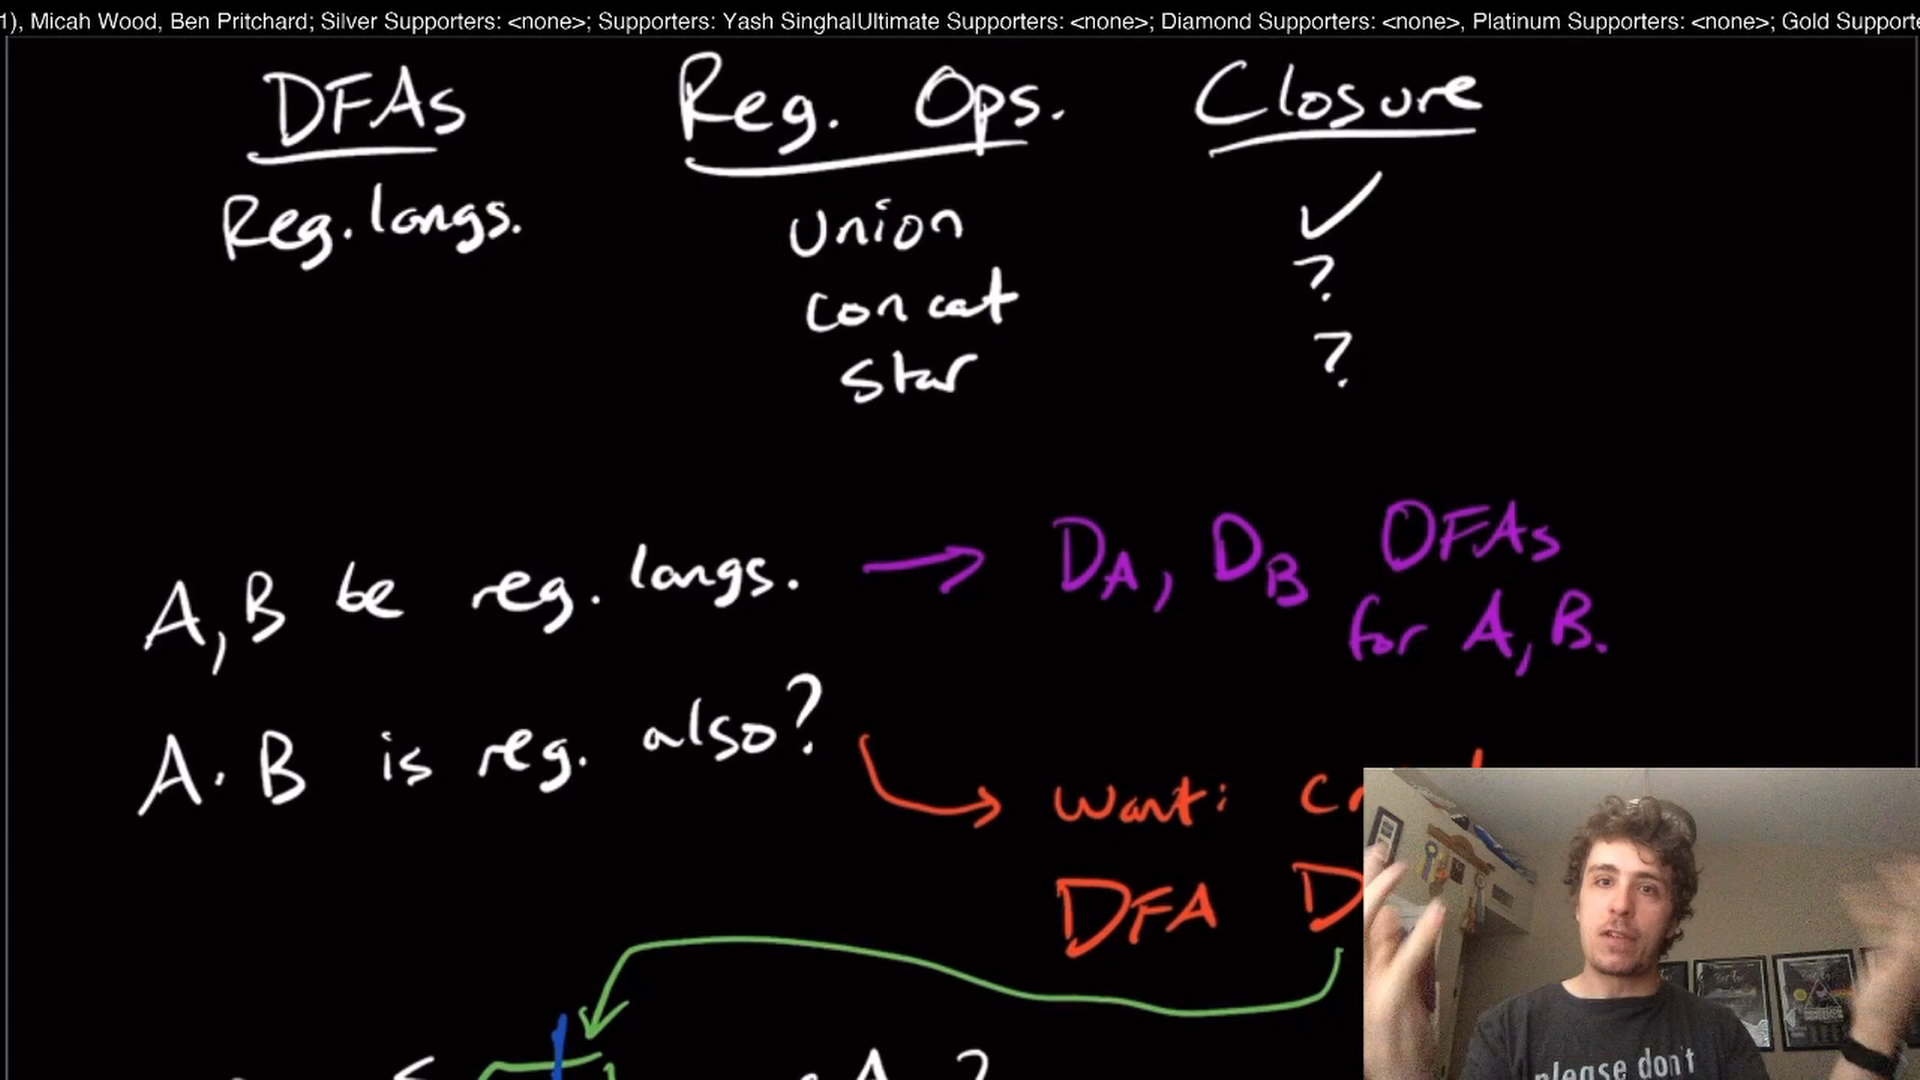 1), Micah Wood, Ben Pritchard; Silver Supporters: <none>; Supporters: Yash SinghalUltimate Supporters: <none>; Diamond Supporters: <none>, Platinum Supporters: <none>; Gold Supporte
DFAs Reg. Ops. Closure
Reg. langs. Union ✓
concat ?
star ?
A, B be reg. langs. → DA, DB DFAs
for A, B.
A · B is reg. also?
Want:
DFA D
please don't